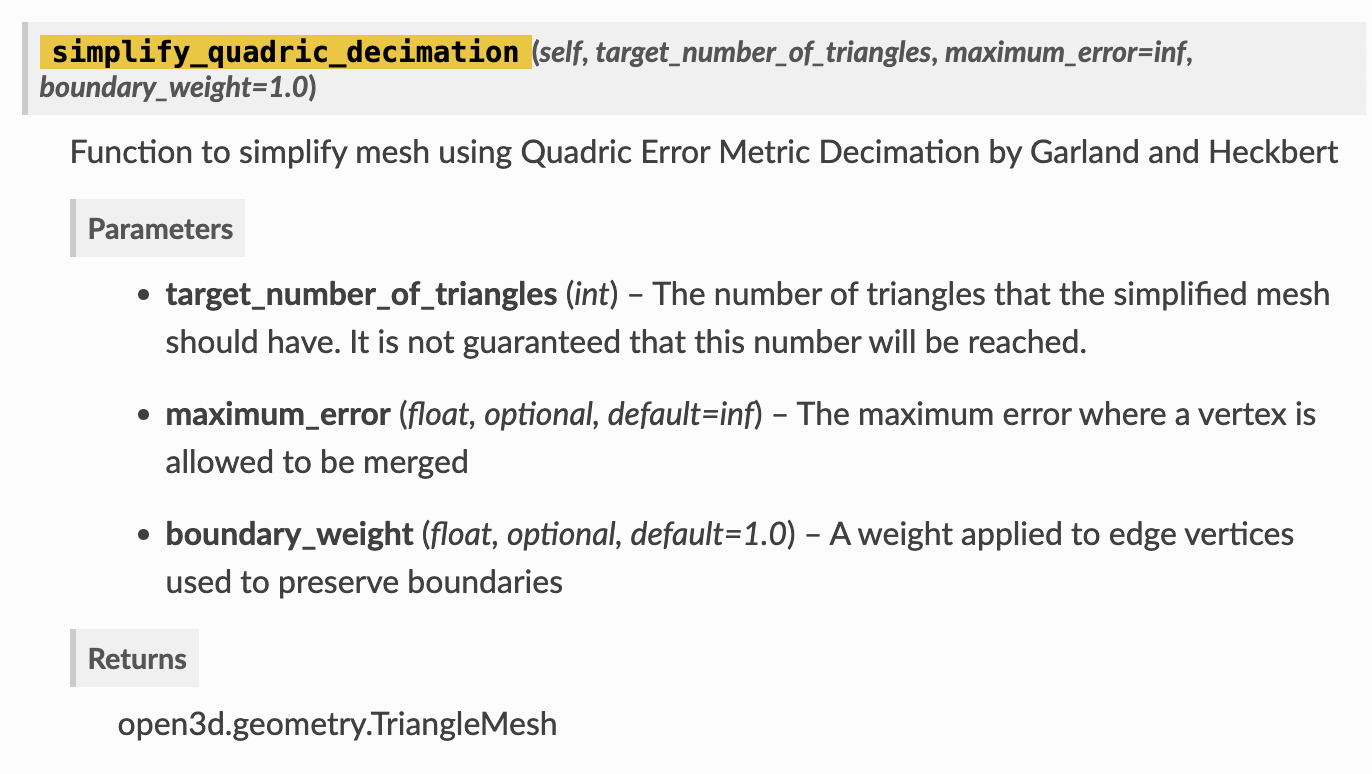 simplify_quadric_decimation(self, target_number_of_triangles, maximum_error=inf,
boundary_weight=1.0)
Function to simplify mesh using Quadric Error Metric Decimation by Garland and Heckbert
Parameters
• target_number_of_triangles (int) – The number of triangles that the simplified mesh
should have. It is not guaranteed that this number will be reached.
• maximum_error (float, optional, default=inf) – The maximum error where a vertex is
allowed to be merged
• boundary_weight (float, optional, default=1.0) – A weight applied to edge vertices
used to preserve boundaries
Returns
open3d.geometry.TriangleMesh